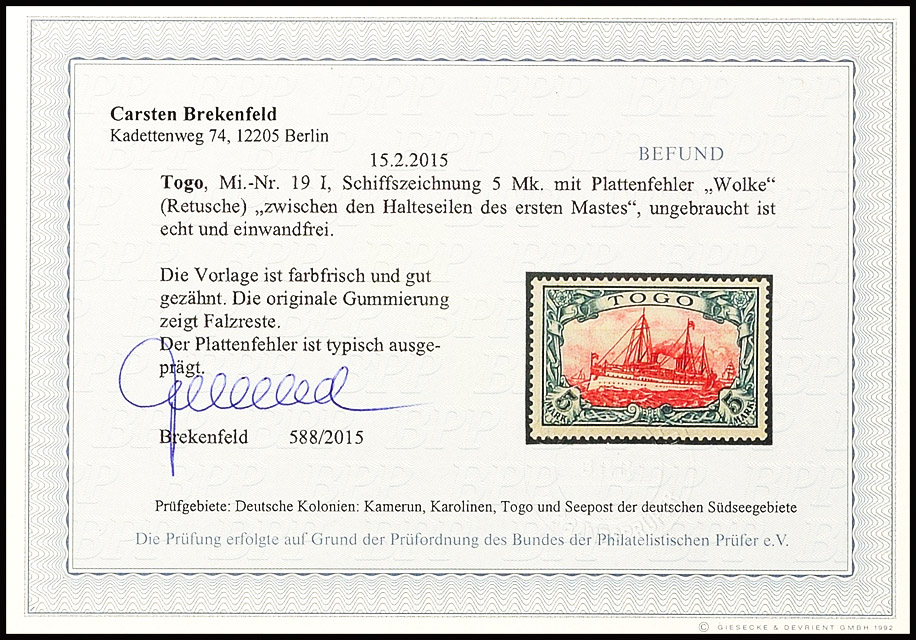 Carsten Brekenfeld
Kadettenweg 74, 12205 Berlin
15.2.2015
BEFUND
Togo, Mi.-Nr. 19 I, Schiffszeichnung 5 Mk. mit Plattenfehler „Wolke“
(Retusche) „zwischen den Halteseilen des ersten Mastes“, ungebraucht ist
echt und einwandfrei.
Die Vorlage ist farbfrisch und gut
gezähnt. Die originale Gummierung
zeigt Falzreste.
Der Plattenfehler ist typisch ausge-
prägt.
TOGO
5 5
MARK MARK
Brekenfeld 588/2015
Prüfgebiete: Deutsche Kolonien: Kamerun, Karolinen, Togo und Seepost der deutschen Südseegebiete
Die Prüfung erfolgte auf Grund der Prüfordnung des Bundes der Philatelistischen Prüfer e.V.
© GIESECKE & DEVRIENT GMBH 1992